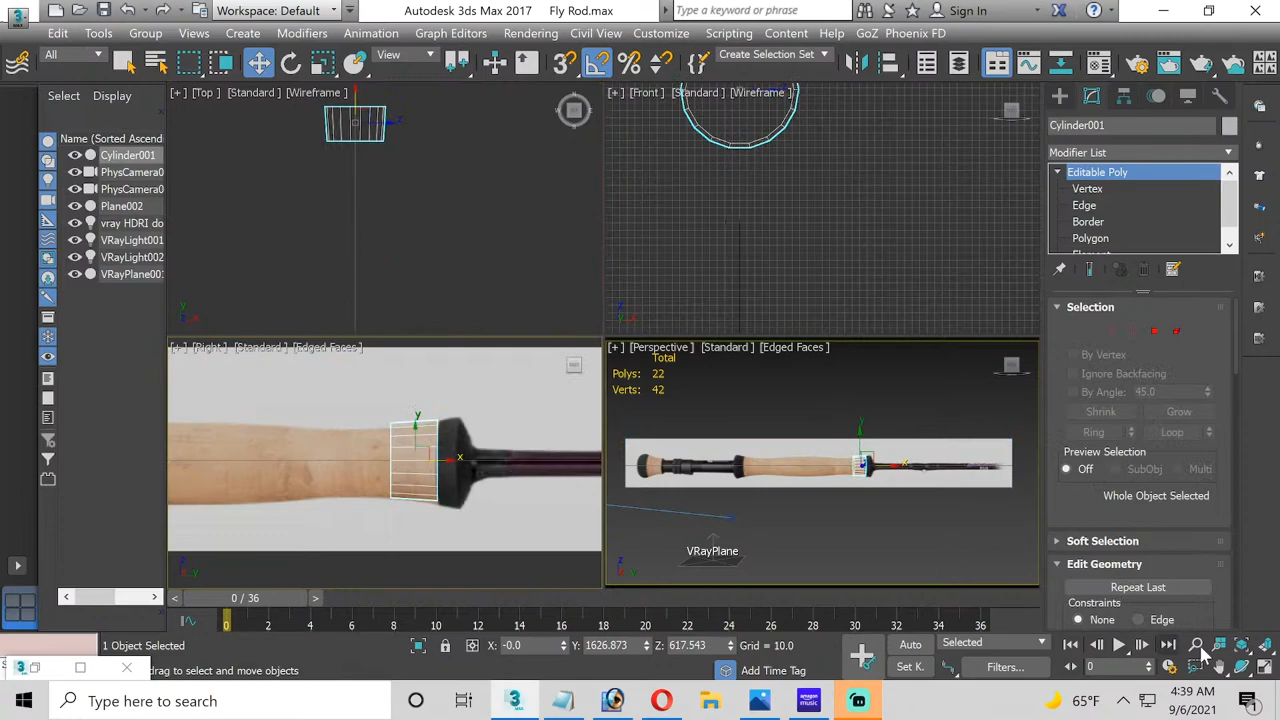 Workspace: Default
Autodesk 3ds Max 2017
Fly Rod.max
Type a keyword or phrase
Sign In
Edit
Tools
Group
Views
Create
Modifiers
Animation
Graph Editors
Rendering
Civil View
Customize
Scripting
Content
Help
GoZ
Phoenix FD
All
View
Create Selection Set
Select
Display
Name (Sorted Ascend
Cylinder001
PhysCamera0
PhysCamera0
Plane002
vray HDRI do
VRayLight001
VRayLight002
VRayPlane00
[+] [Top] [Standard] [Wireframe]
[+] [Front] [Standard] [Wireframe]
[+] [Right] [Standard] [Edged Faces]
[+] [Perspective] [Standard] [Edged Faces]
Total
Polys: 22
Verts: 42
VRayPlane
Cylinder001
Modifier List
Editable Poly
Vertex
Edge
Border
Polygon
Element
Selection
By Vertex
Ignore Backfacing
By Angle: 45.0
Shrink
Grow
Ring
Loop
Preview Selection
Off
SubObj
Multi
Whole Object Selected
Soft Selection
Edit Geometry
Repeat Last
Constraints
None
Edge
0 / 36
0 2 4 6 8 10 12 14 16 18 20 22 24 26 28 30 32 34 36
1 Object Selected
X: -0.0
Y: 1626.873
Z: 617.543
Grid = 10.0
Auto
Selected
drag to select and move objects
Add Time Tag
Set K.
Filters...
0
Type here to search
65°F
4:39 AM
9/6/2021